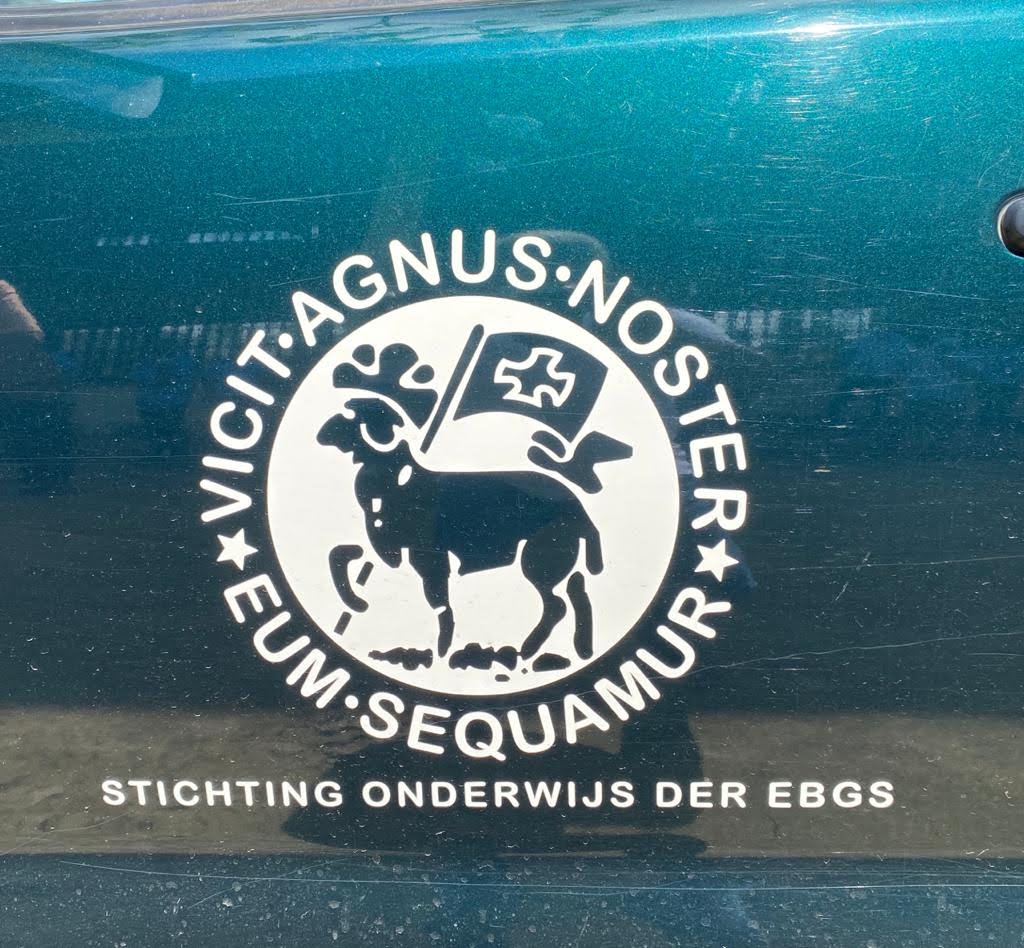 VICIT·AGNUS·NOSTER
★EUM·SEQUAMUR★
STICHTING ONDERWIJS DER EBGS